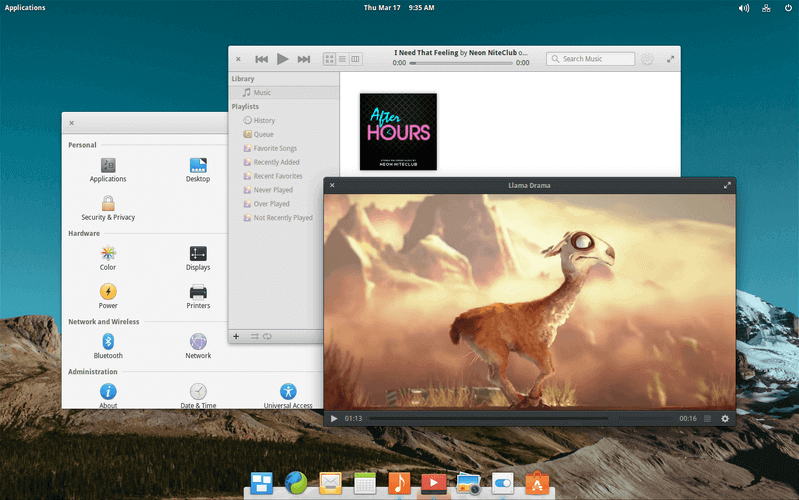 Applications
Thu Mar 17 9:35 AM
I Need That Feeling by Neon NiteClub o...
0:00
0:00
Search Music
Library
Music
Playlists
History
Queue
Favorite Songs
Recently Added
Recent Favorites
Never Played
Over Played
Not Recently Played
After
HOURS
NEON NITECLUB
Personal
Applications
Desktop
Security & Privacy
Hardware
Color
Displays
Power
Printers
Network and Wireless
Bluetooth
Network
Administration
About
Date & Time
Universal Access
Llama Drama
01:13
00:16